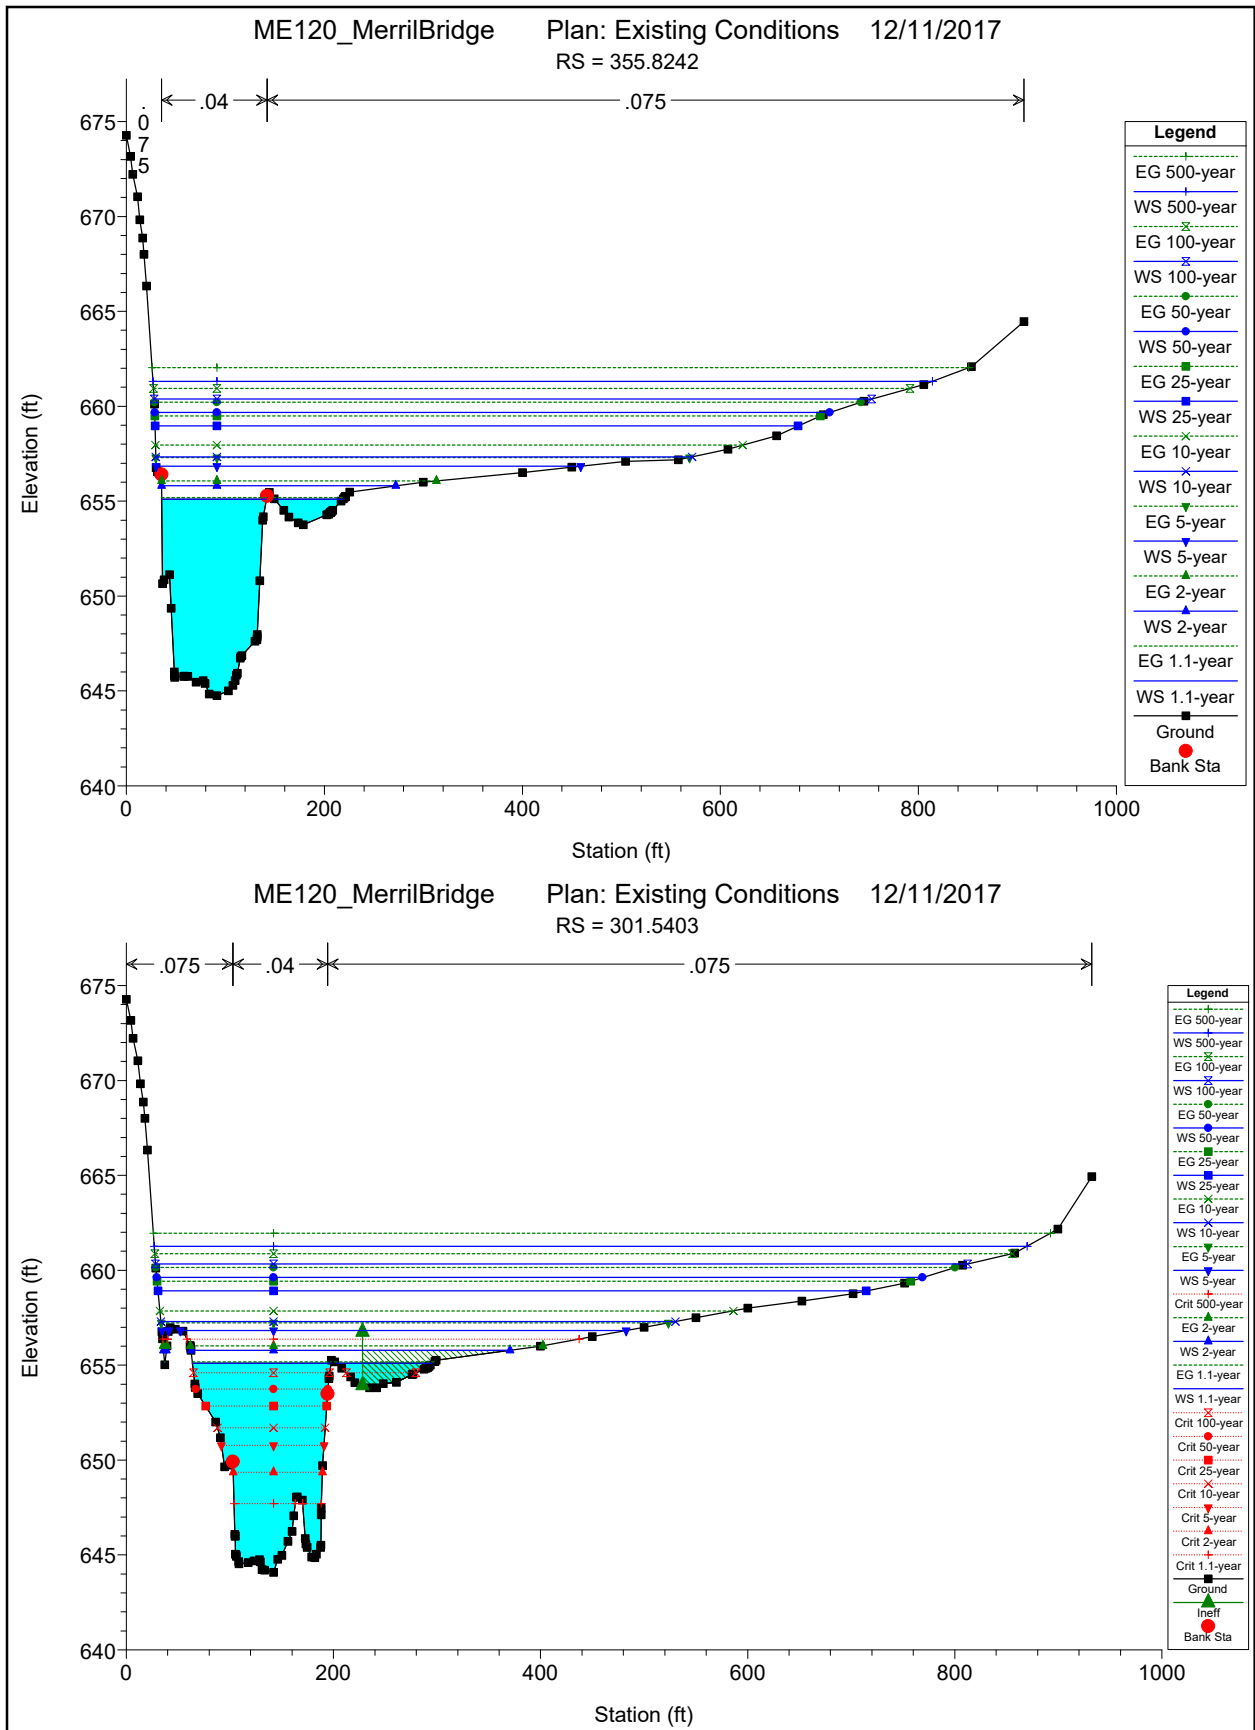 ME120_MerrilBridge Plan: Existing Conditions 12/11/2017
RS = 355.8242
.075 .04 .075
675
670
665
660
655
650
645
640
Elevation (ft)
0 200 400 600 800 1000
Station (ft)
Legend
EG 500-year
WS 500-year
EG 100-year
WS 100-year
EG 50-year
WS 50-year
EG 25-year
WS 25-year
EG 10-year
WS 10-year
EG 5-year
WS 5-year
EG 2-year
WS 2-year
EG 1.1-year
WS 1.1-year
Ground
Bank Sta
ME120_MerrilBridge Plan: Existing Conditions 12/11/2017
RS = 301.5403
.075 .04 .075
675
670
665
660
655
650
645
640
Elevation (ft)
0 200 400 600 800 1000
Station (ft)
Legend
EG 500-year
WS 500-year
EG 100-year
WS 100-year
EG 50-year
WS 50-year
EG 25-year
WS 25-year
EG 10-year
WS 10-year
EG 5-year
WS 5-year
Crit 500-year
EG 2-year
WS 2-year
EG 1.1-year
WS 1.1-year
Crit 100-year
Crit 50-year
Crit 25-year
Crit 10-year
Crit 5-year
Crit 2-year
Crit 1.1-year
Ground
Ineff
Bank Sta